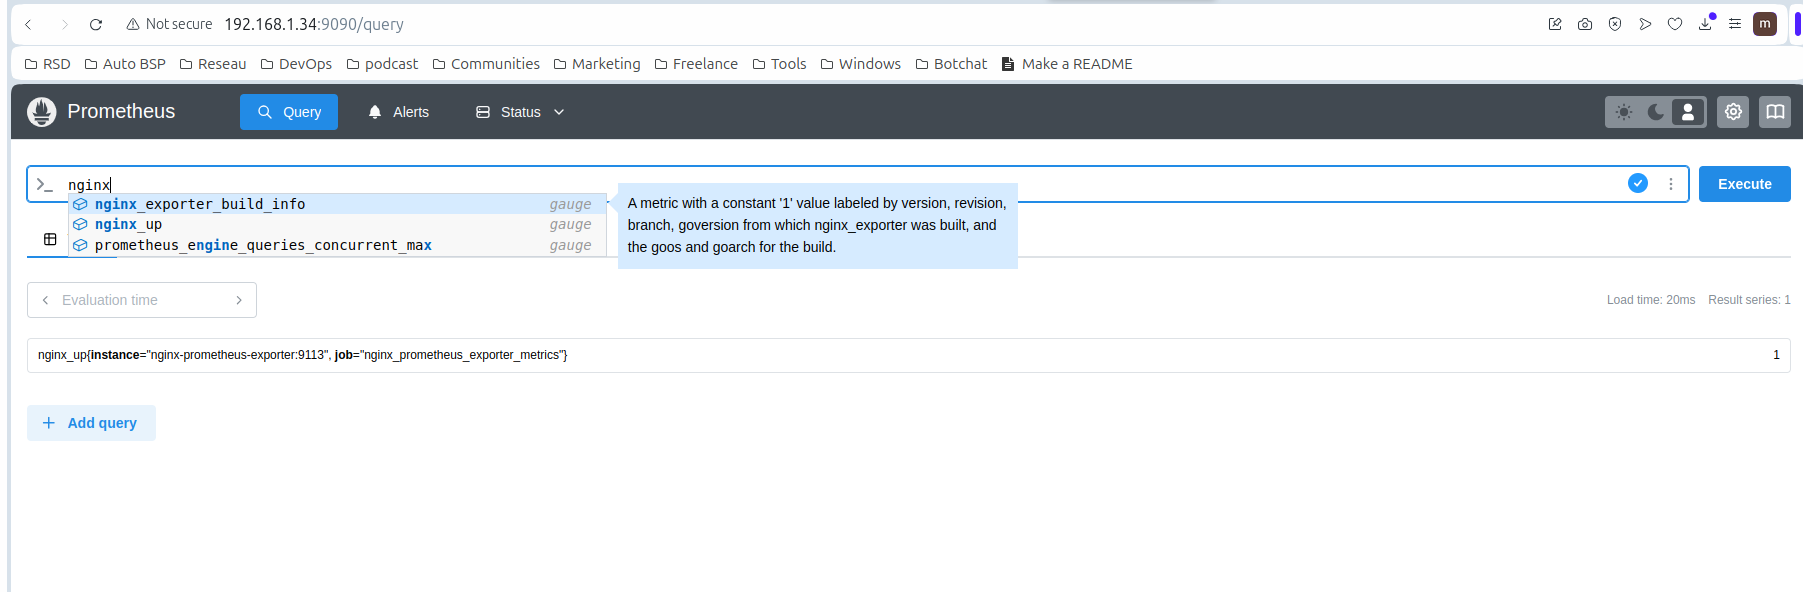 Not secure 192.168.1.34:9090/query m
RSD Auto BSP Reseau DevOps podcast Communities Marketing Freelance Tools Windows Botchat Make a README
Prometheus Query Alerts Status
nginx Execute
nginx_exporter_build_info gauge
nginx_up gauge
prometheus_engine_queries_concurrent_max gauge
A metric with a constant '1' value labeled by version, revision,
branch, goversion from which nginx_exporter was built, and
the goos and goarch for the build.
Evaluation time Load time: 20ms Result series: 1
nginx_up{instance="nginx-prometheus-exporter:9113", job="nginx_prometheus_exporter_metrics"} 1
Add query